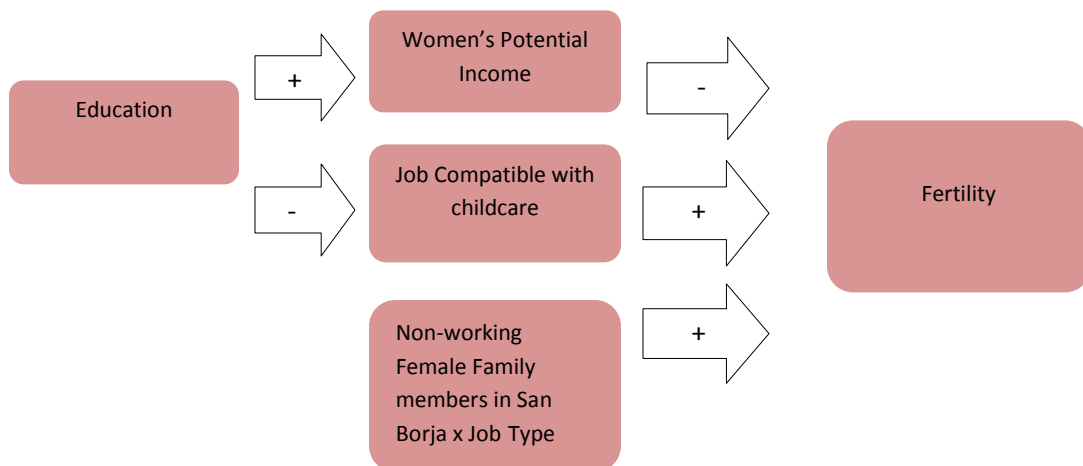 Education
+
-
Women's Potential
Income
Job Compatible with
childcare
Non-working
Female Family
members in San
Borja x Job Type
-
+
+
Fertility